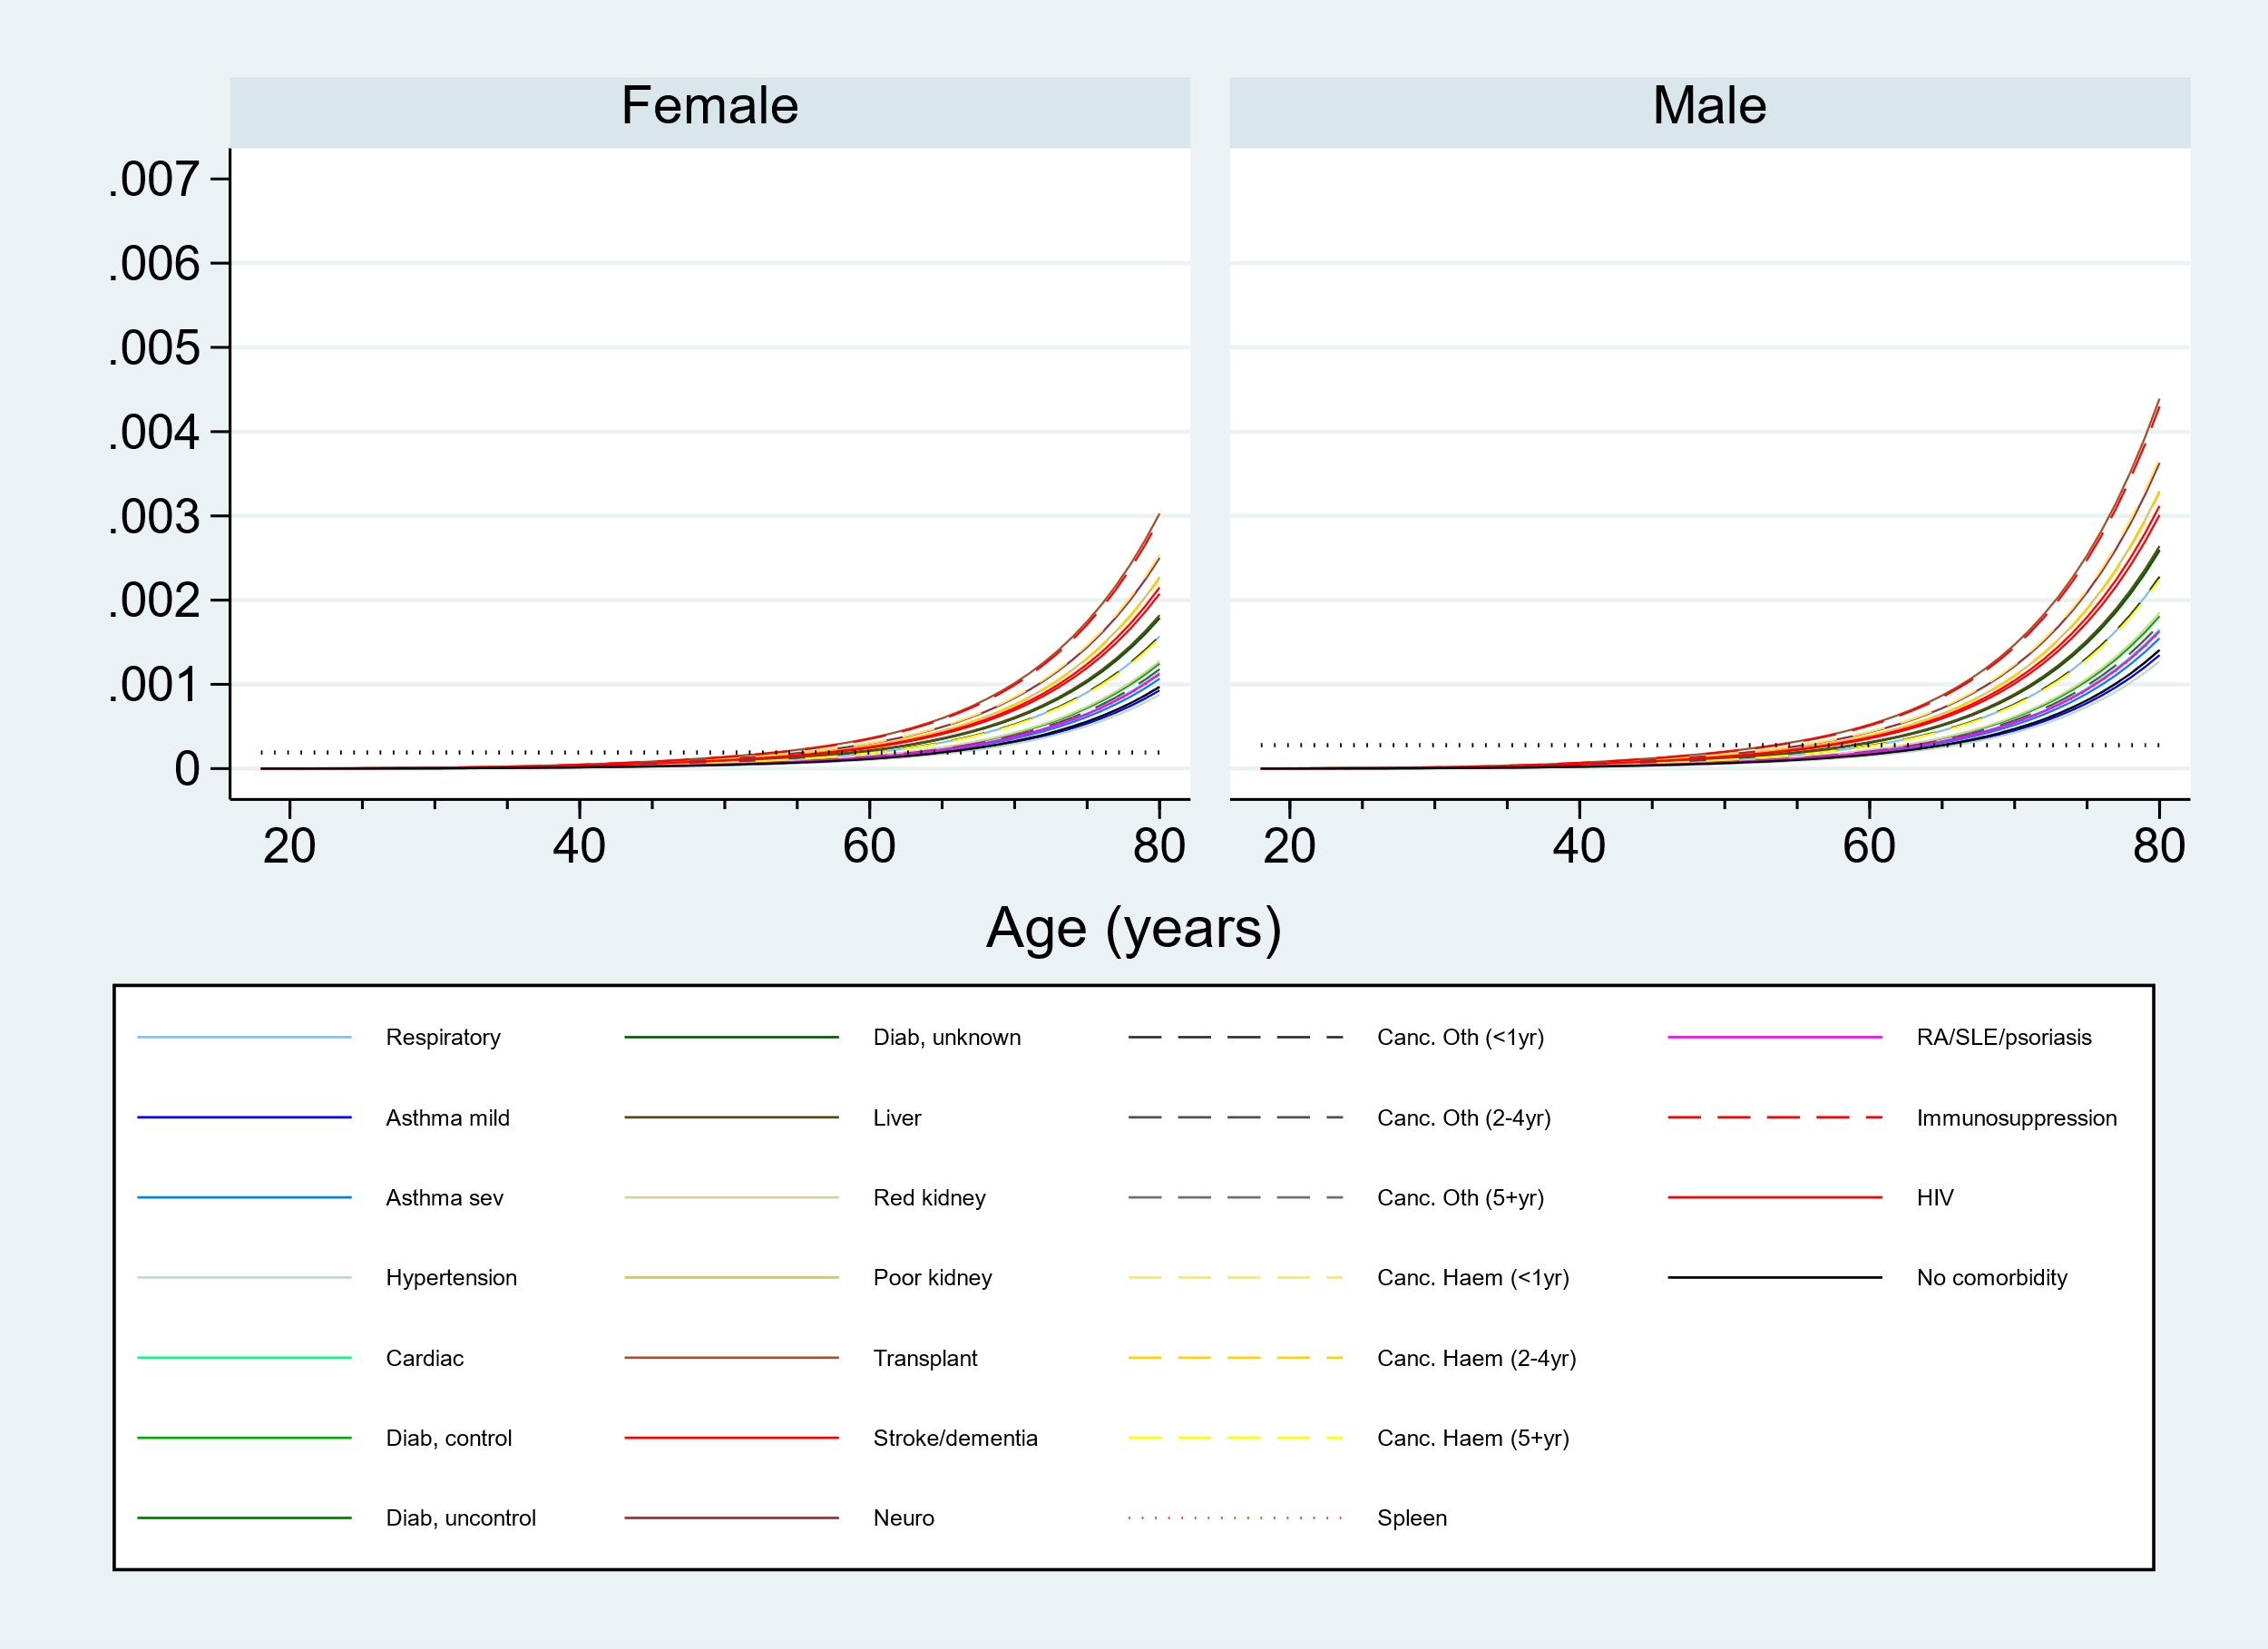 Female Male
.007
.006
.005
.004
.003
.002
.001
0
20 40 60 80 20 40 60 80
Age (years)
Respiratory Diab, unknown Canc. Oth (<1yr) RA/SLE/psoriasis
Asthma mild Liver Canc. Oth (2-4yr) Immunosuppression
Asthma sev Red kidney Canc. Oth (5+yr) HIV
Hypertension Poor kidney Canc. Haem (<1yr) No comorbidity
Cardiac Transplant Canc. Haem (2-4yr)
Diab, control Stroke/dementia Canc. Haem (5+yr)
Diab, uncontrol Neuro Spleen